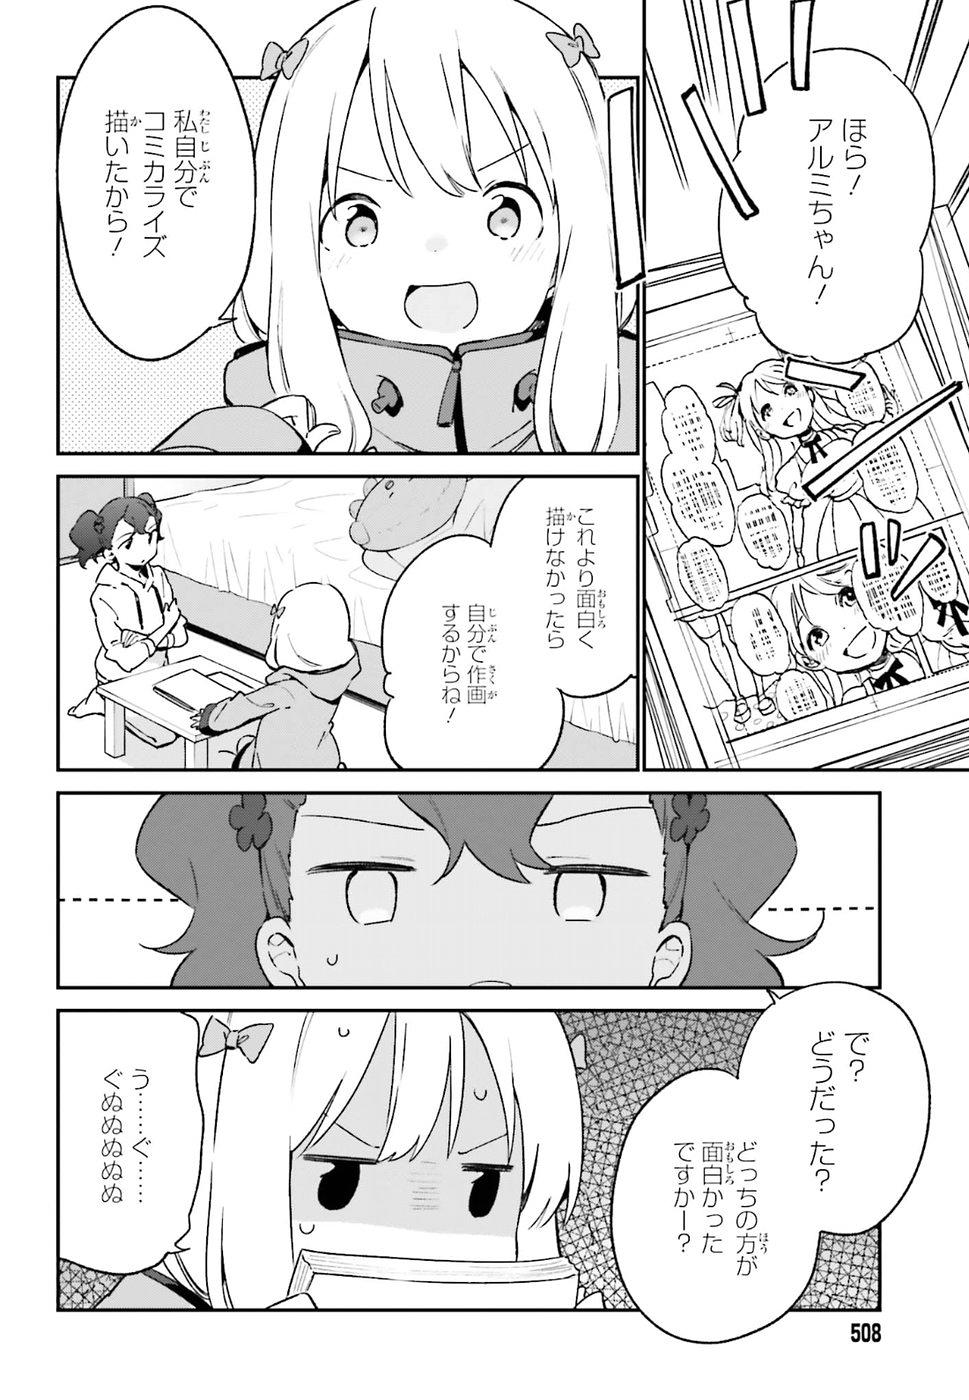 ほら！
アルミちゃん！
私自分で
コミカライズ
描いたから！
これより面白く
描けなかったら
自分で作画
するからね！
で？
どうだった？
どっちの方が
面白かった
ですかー？
う……ぐ……
ぐぬぬぬぬぬ
508